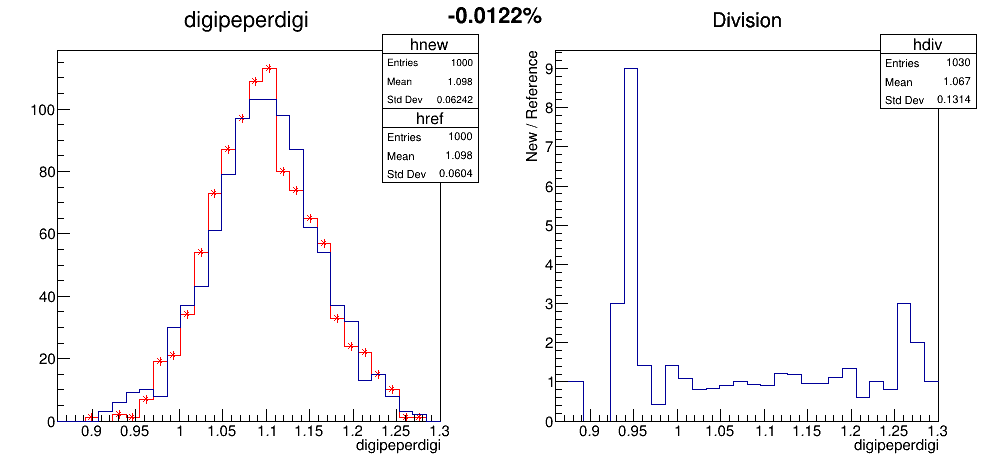 -0.0122%
digipeperdigi
hnew
Entries 1000
Mean 1.098
Std Dev 0.06242
href
Entries 1000
Mean 1.098
Std Dev 0.0604
100
80
60
40
20
0
0.9 0.95 1 1.05 1.1 1.15 1.2 1.25 1.3
digipeperdigi
Division
hdiv
Entries 1030
Mean 1.067
Std Dev 0.1314
New / Reference
9
8
7
6
5
4
3
2
1
0
0.9 0.95 1 1.05 1.1 1.15 1.2 1.25 1.3
digipeperdigi